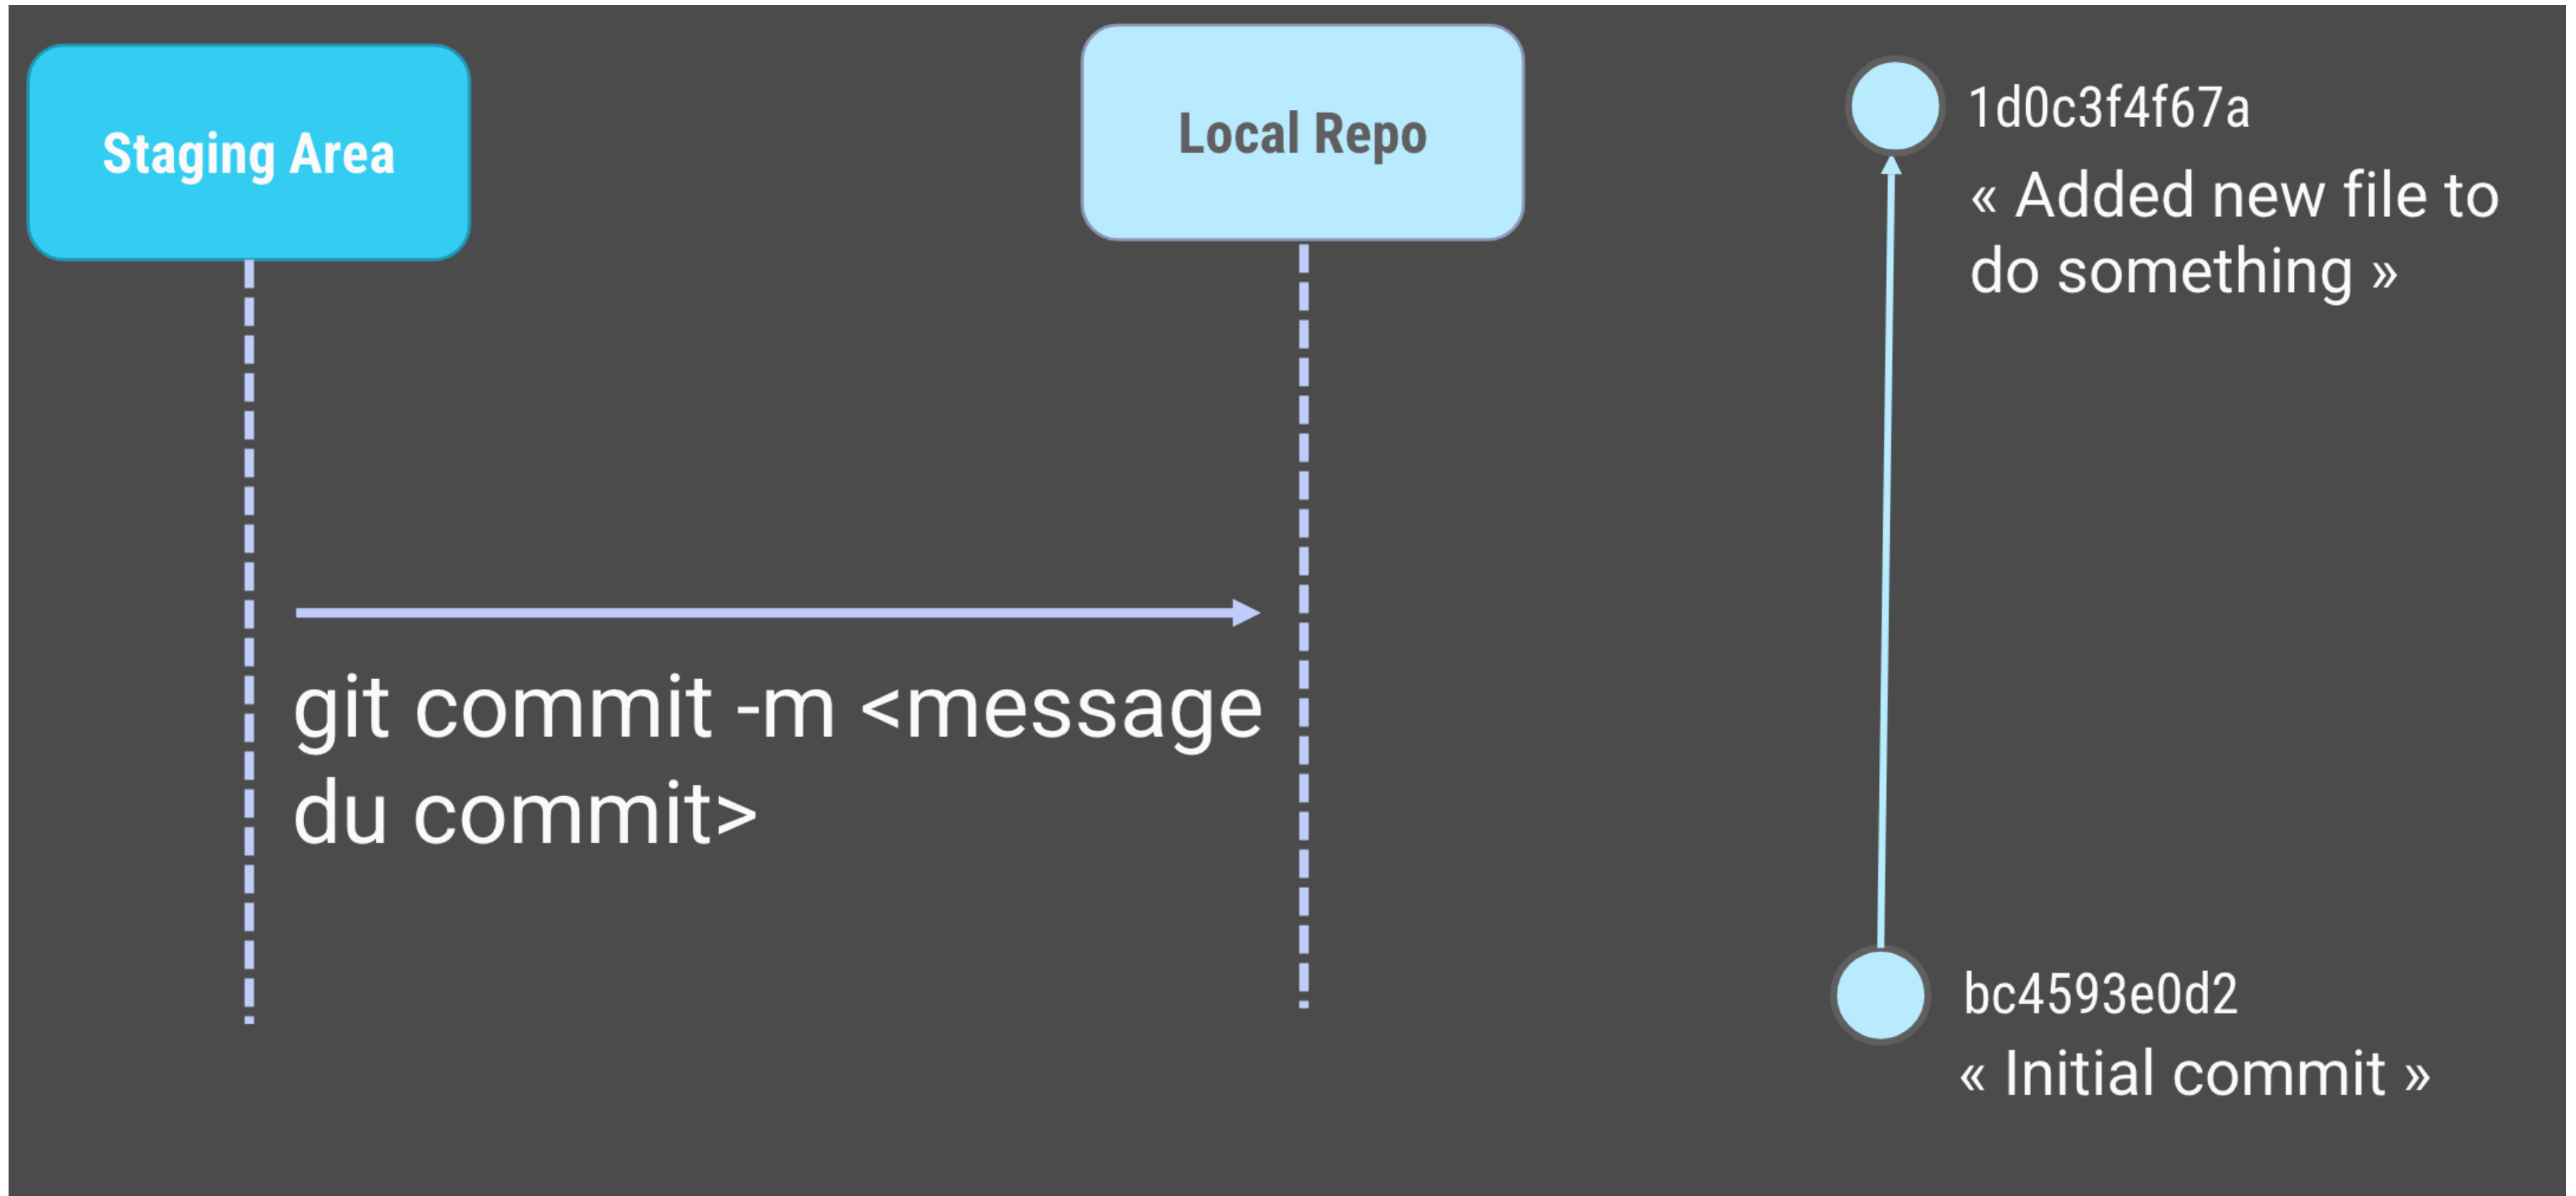 Staging Area
Local Repo
git commit -m <message
du commit>
1d0c3f4f67a
« Added new file to
do something »
bc4593e0d2
« Initial commit »